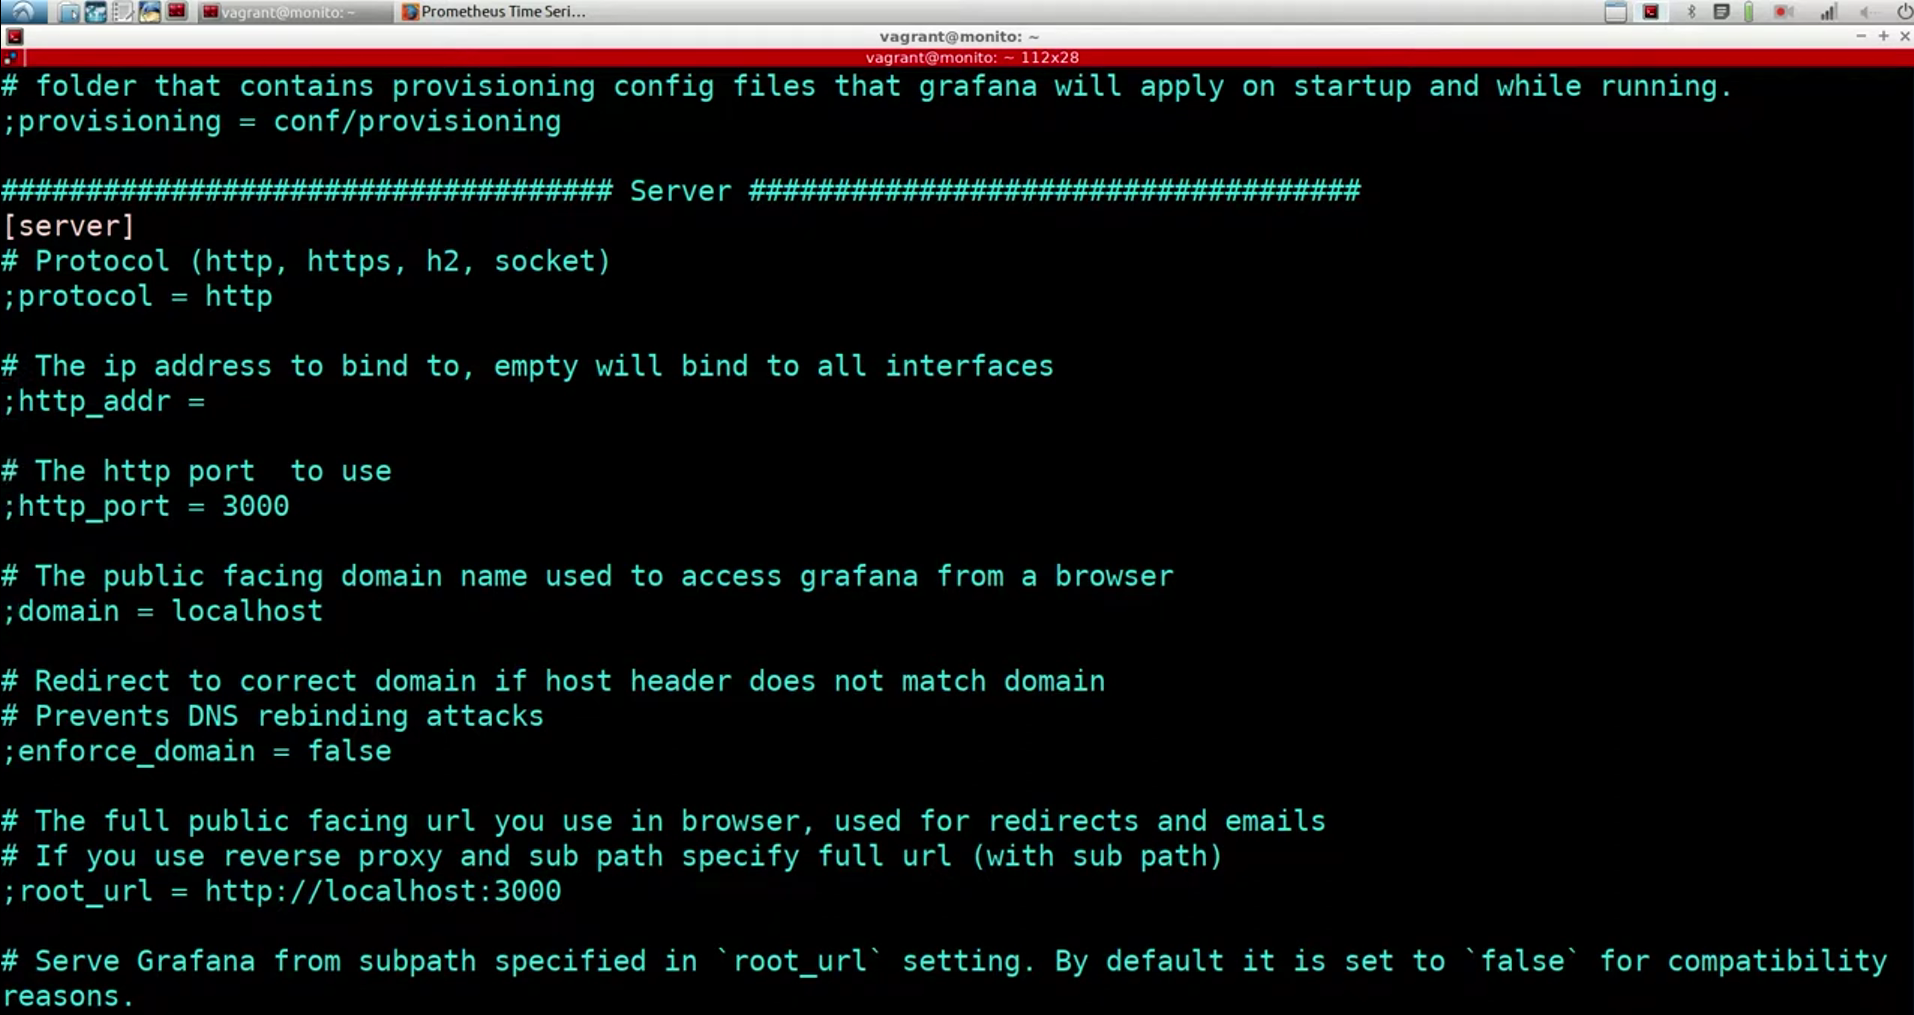 vagrant@monito: ~
Prometheus Time Seri...
vagrant@monito: ~
vagrant@monito: ~ 112x28
# folder that contains provisioning config files that grafana will apply on startup and while running.
;provisioning = conf/provisioning
#################################### Server ####################################
[server]
# Protocol (http, https, h2, socket)
;protocol = http
# The ip address to bind to, empty will bind to all interfaces
;http_addr =
# The http port  to use
;http_port = 3000
# The public facing domain name used to access grafana from a browser
;domain = localhost
# Redirect to correct domain if host header does not match domain
# Prevents DNS rebinding attacks
;enforce_domain = false
# The full public facing url you use in browser, used for redirects and emails
# If you use reverse proxy and sub path specify full url (with sub path)
;root_url = http://localhost:3000
# Serve Grafana from subpath specified in `root_url` setting. By default it is set to `false` for compatibility
reasons.